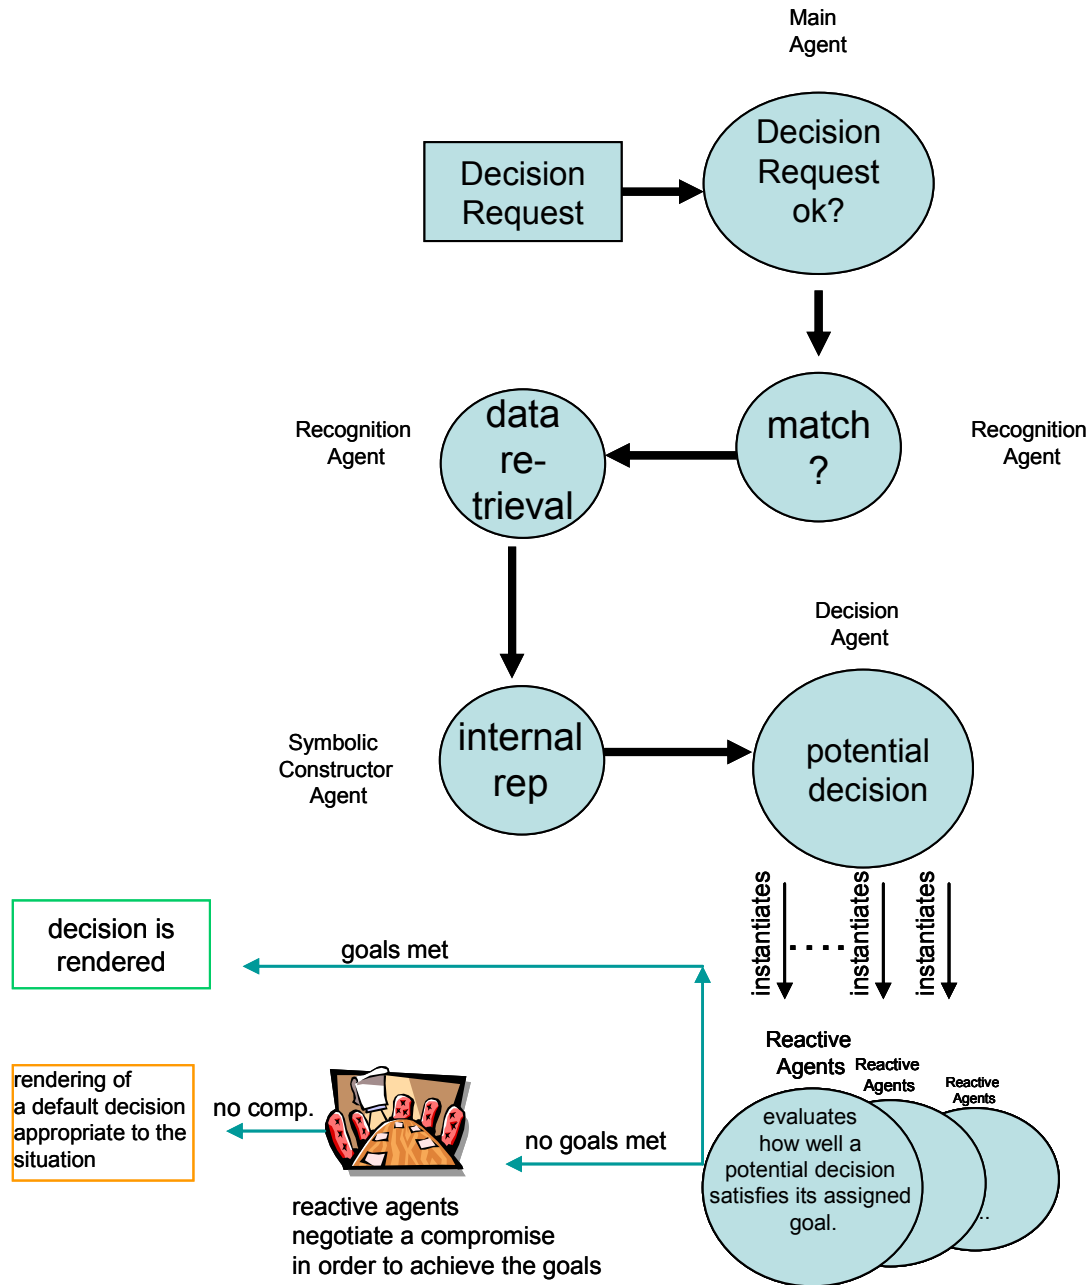 Main
Agent
Decision
Request
Decision
Request
ok?
Recognition
Agent
data
re-
trieval
match
?
Recognition
Agent
Decision
Agent
Symbolic
Constructor
Agent
internal
rep
potential
decision
instantiates
instantiates
instantiates
decision is
rendered
goals met
Reactive
Agents
Reactive
Agents
Reactive
Agents
rendering of
a default decision
appropriate to the
situation
no comp.
no goals met
evaluates
how well a
potential decision
satisfies its assigned
goal.
..
reactive agents
negotiate a compromise
in order to achieve the goals